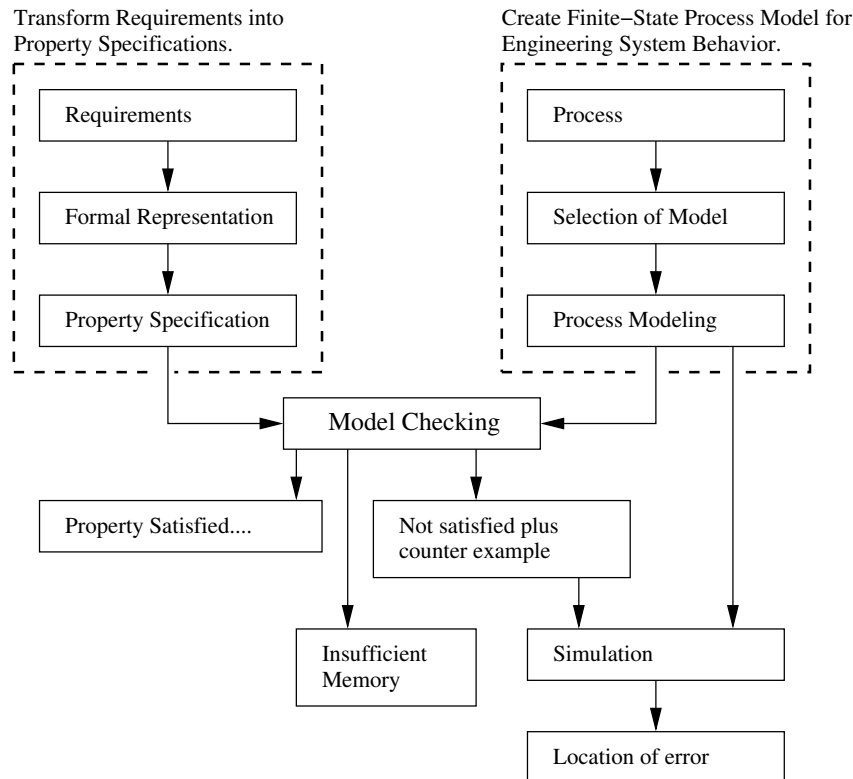 Transform Requirements into
Property Specifications.
Create Finite−State Process Model for
Engineering System Behavior.
Requirements
Process
Formal Representation
Selection of Model
Property Specification
Process Modeling
Model Checking
Property Satisfied....
Not satisfied plus
counter example
Insufficient
Memory
Simulation
Location of error